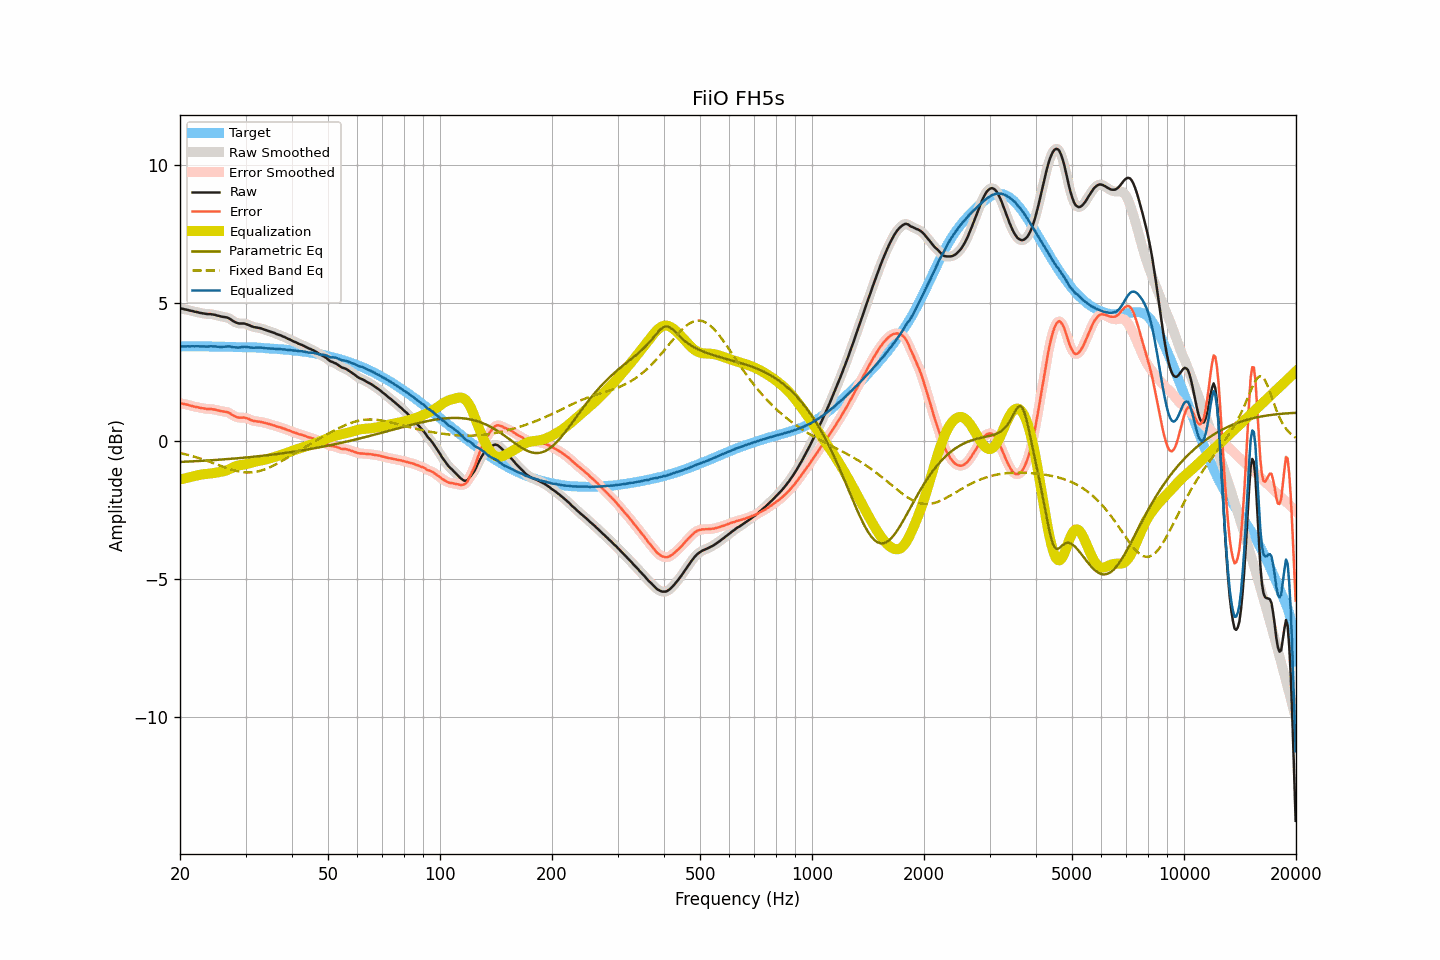 FiiO FH5s
Target
Raw Smoothed
Error Smoothed
Raw
Error
Equalization
Parametric Eq
Fixed Band Eq
Equalized
10
5
0
−5
−10
Amplitude (dBr)
20 50 100 200 500 1000 2000 5000 10000 20000
Frequency (Hz)